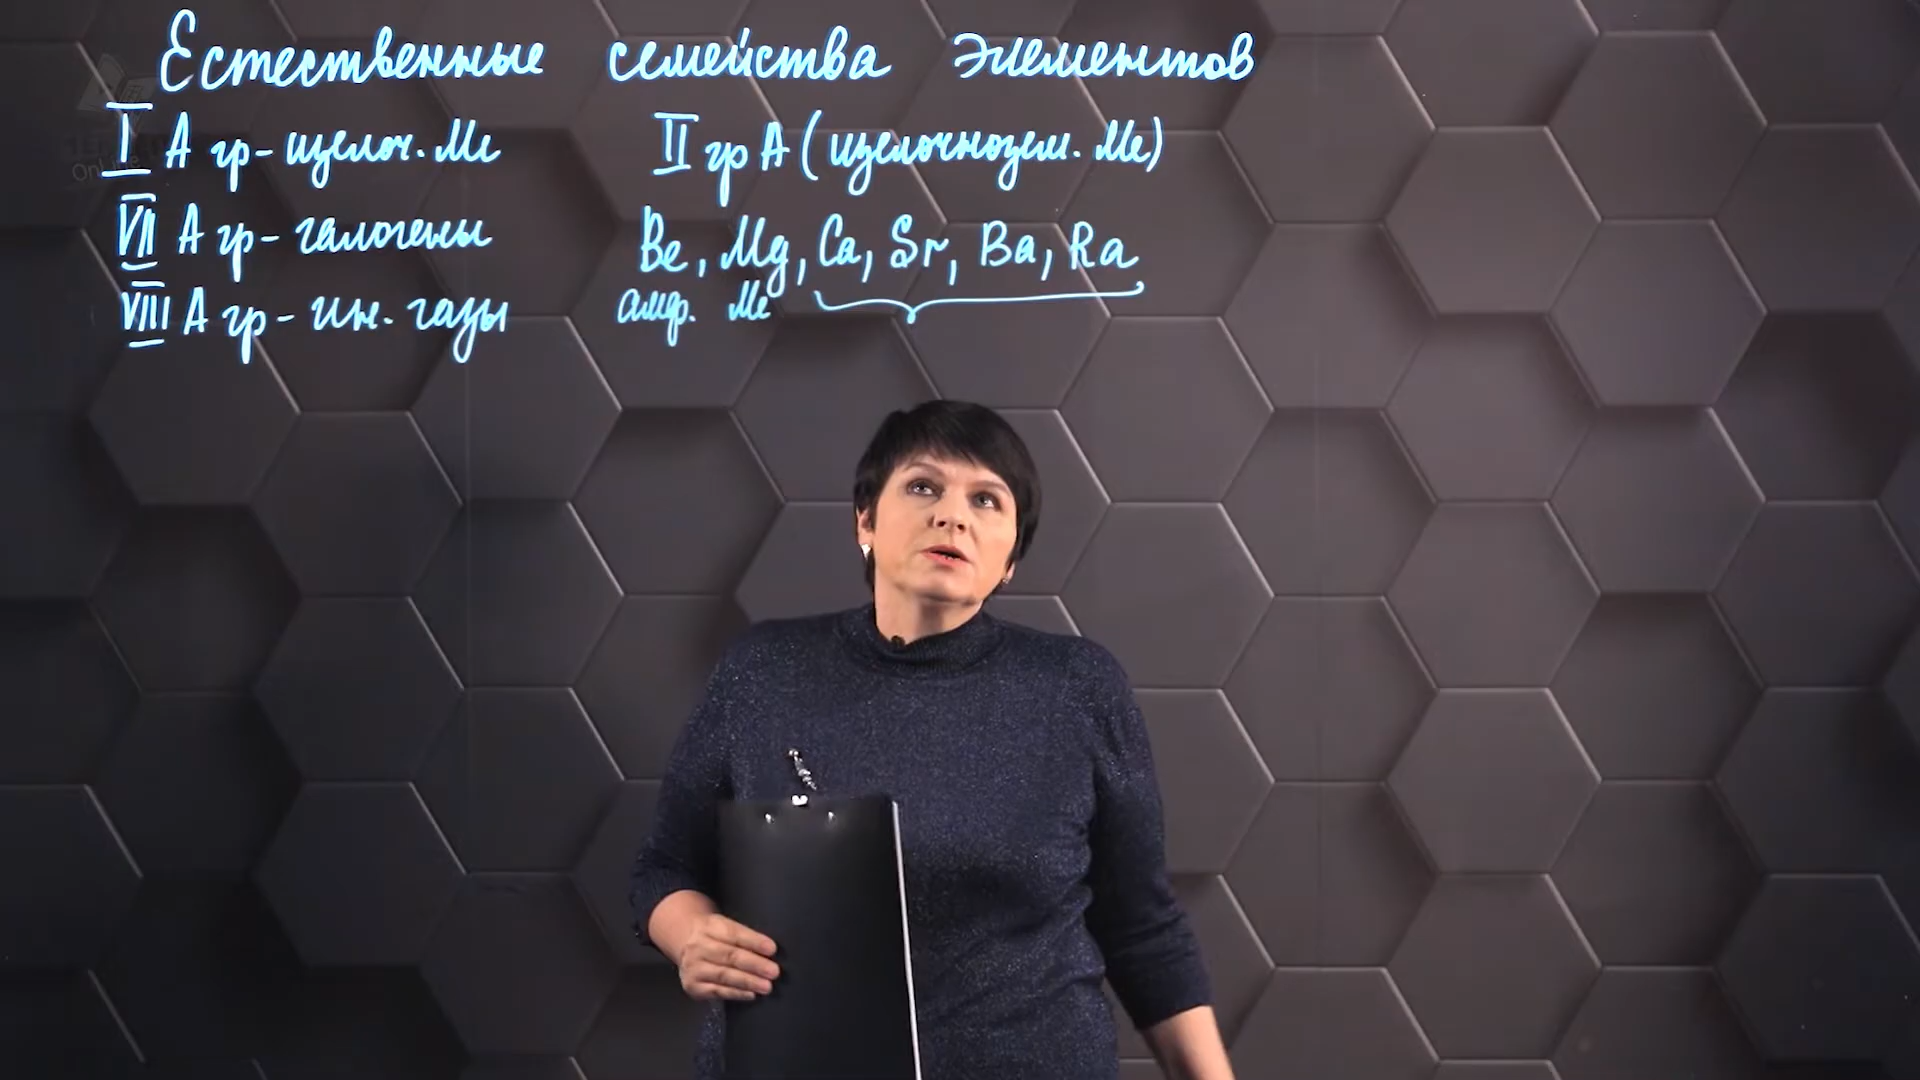 Естественные семейства элементов
I А гр - щелоч. Ме
VII А гр - галогены
VIII А гр - ин. газы
II гр А (щелочнозем. Ме)
Be, Mg, Ca, Sr, Ba, Ra
амф. Ме
OnLine